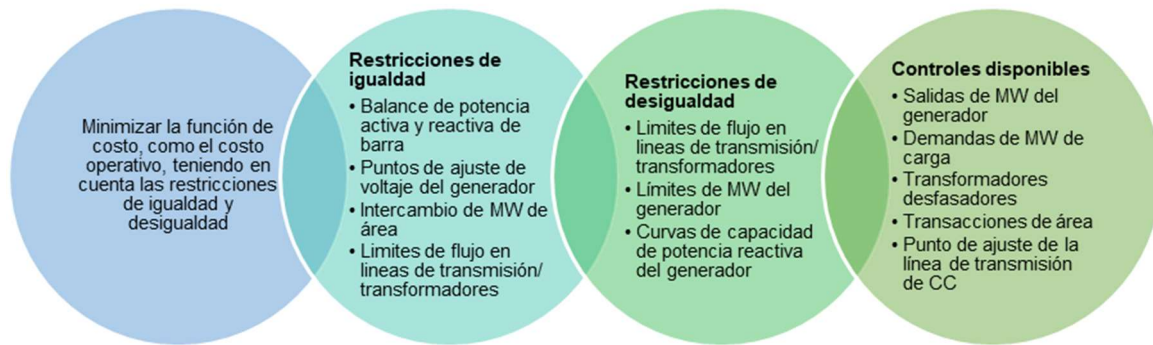 Minimizar la función de
costo, como el costo
operativo, teniendo en
cuenta las restricciones
de igualdad y
desigualdad
Restricciones de
igualdad
• Balance de potencia
activa y reactiva de
barra
• Puntos de ajuste de
voltaje del generador
• Intercambio de MW de
área
• Limites de flujo en
lineas de transmisión/
transformadores
Restricciones de
desigualdad
• Limites de flujo en
lineas de transmisión/
transformadores
• Límites de MW del
generador
• Curvas de capacidad
de potencia reactiva
del generador
Controles disponibles
• Salidas de MW del
generador
• Demandas de MW de
carga
• Transformadores
desfasadores
• Transacciones de área
• Punto de ajuste de la
línea de transmisión
de CC